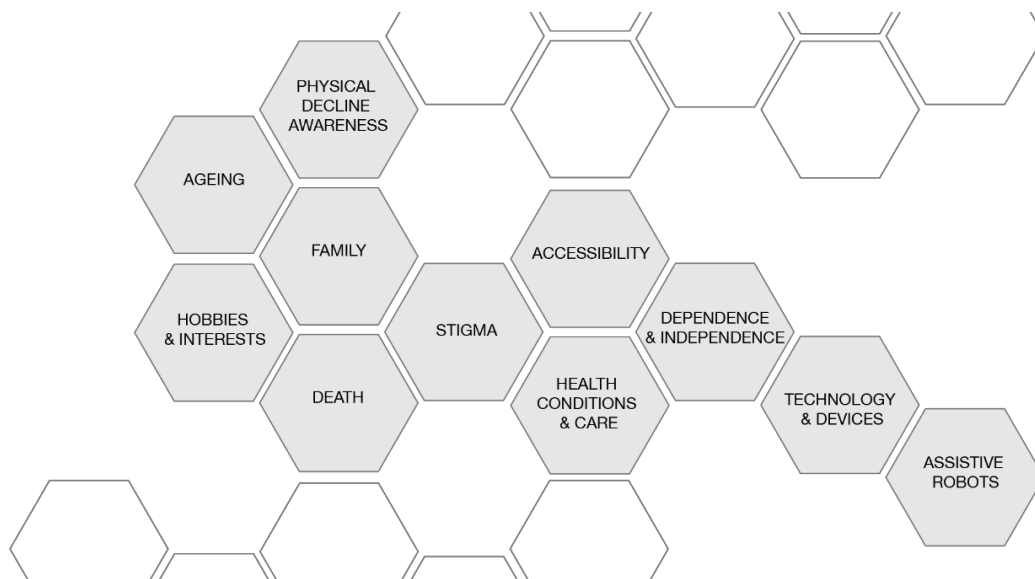 PHYSICAL
DECLINE
AWARENESS
AGEING
FAMILY
ACCESSIBILITY
HOBBIES
& INTERESTS
STIGMA
DEPENDENCE
& INDEPENDENCE
DEATH
HEALTH
CONDITIONS
& CARE
TECHNOLOGY
& DEVICES
ASSISTIVE
ROBOTS